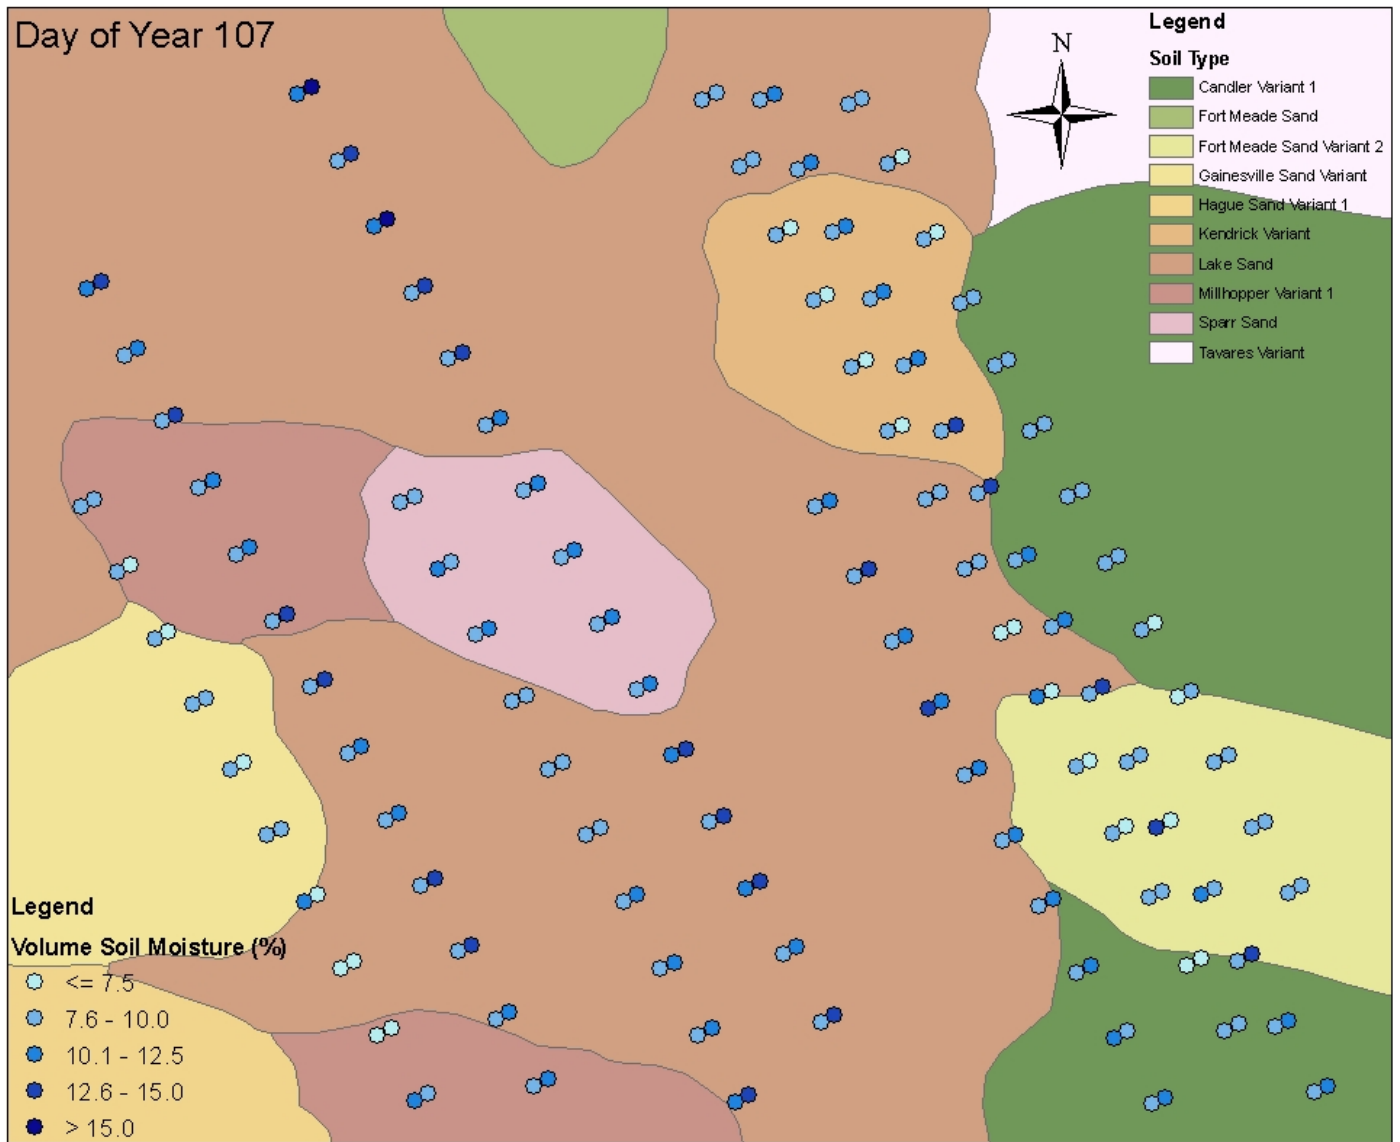 Day of Year 107
N
Legend
Soil Type
Candler Variant 1
Fort Meade Sand
Fort Meade Sand Variant 2
Gainesville Sand Variant
Hague Sand Variant 1
Kendrick Variant
Lake Sand
Millhopper Variant 1
Sparr Sand
Tavares Variant
Legend
Volume Soil Moisture (%)
<= 7.5
7.6 - 10.0
10.1 - 12.5
12.6 - 15.0
> 15.0